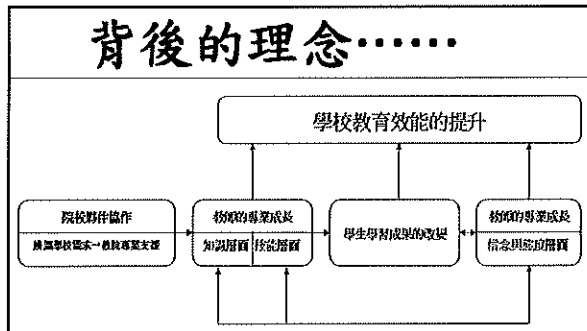 背後的理念……
學校教育效能的提升
院校夥伴協作
教師的專業成長
知識層面 技能層面
學生學習成果的改變
教師的專業成長
信念與態度層面